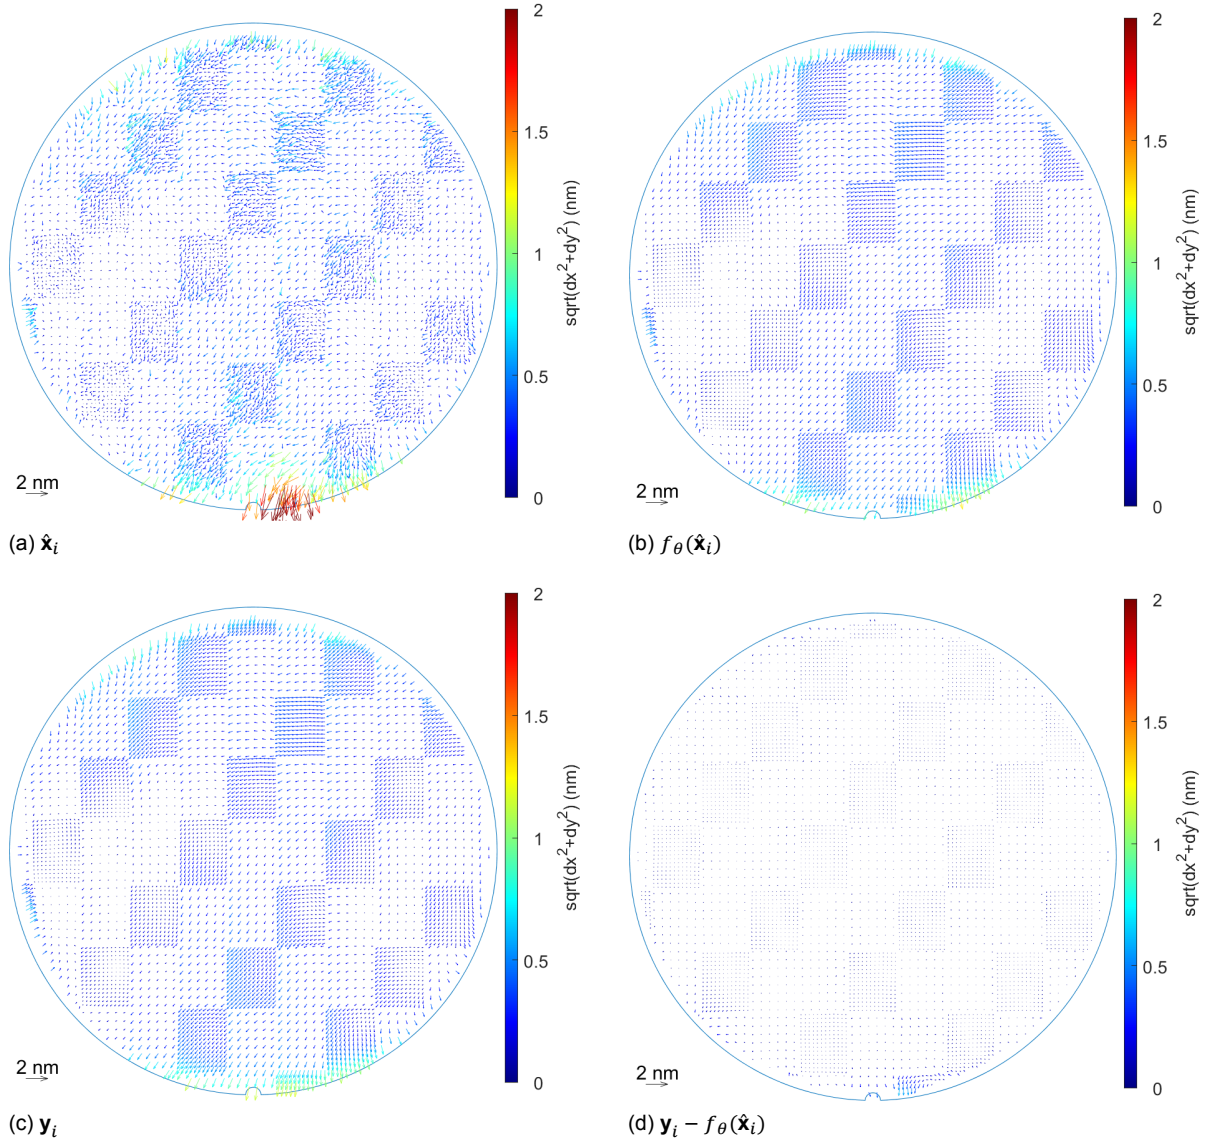 2
1.5
1
0.5
0
sqrt(dx²+dy²) (nm)
2 nm
(a) x̂ᵢ
2
1.5
1
0.5
0
sqrt(dx²+dy²) (nm)
2 nm
(b) f_θ(x̂ᵢ)
2
1.5
1
0.5
0
sqrt(dx²+dy²) (nm)
2 nm
(c) yᵢ
2
1.5
1
0.5
0
sqrt(dx²+dy²) (nm)
2 nm
(d) yᵢ − f_θ(x̂ᵢ)